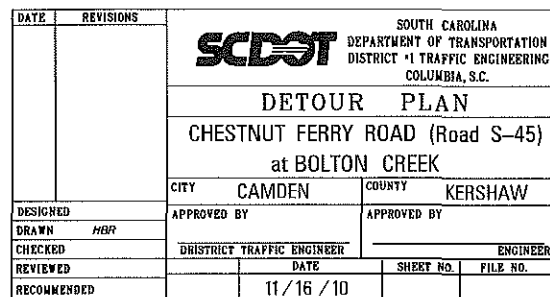 DATE REVISIONS
SCDOT
SOUTH CAROLINA
DEPARTMENT OF TRANSPORTATION
DISTRICT #1 TRAFFIC ENGINEERING
COLUMBIA, S.C.
DETOUR PLAN
CHESTNUT FERRY ROAD (Road S-45)
at BOLTON CREEK
CITY CAMDEN COUNTY KERSHAW
DESIGNED
DRAWN HBR
CHECKED
REVIEWED
RECOMMENDED
APPROVED BY APPROVED BY
DRISTRICT TRAFFIC ENGINEER ENGINEER
DATE SHEET NO. FILE NO.
11/16/10